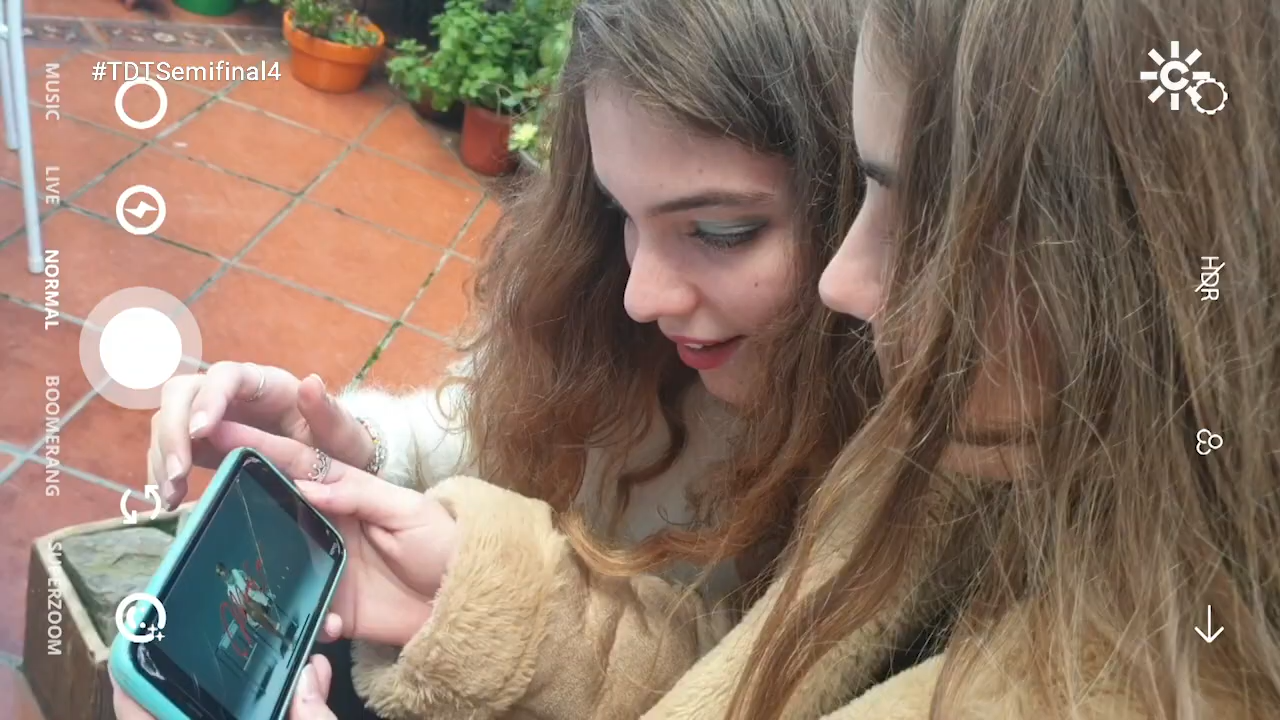 #TDTSemifinal4
MUSIC
LIVE
NORMAL
BOOMERANG
SUPERZOOM
HDR
C